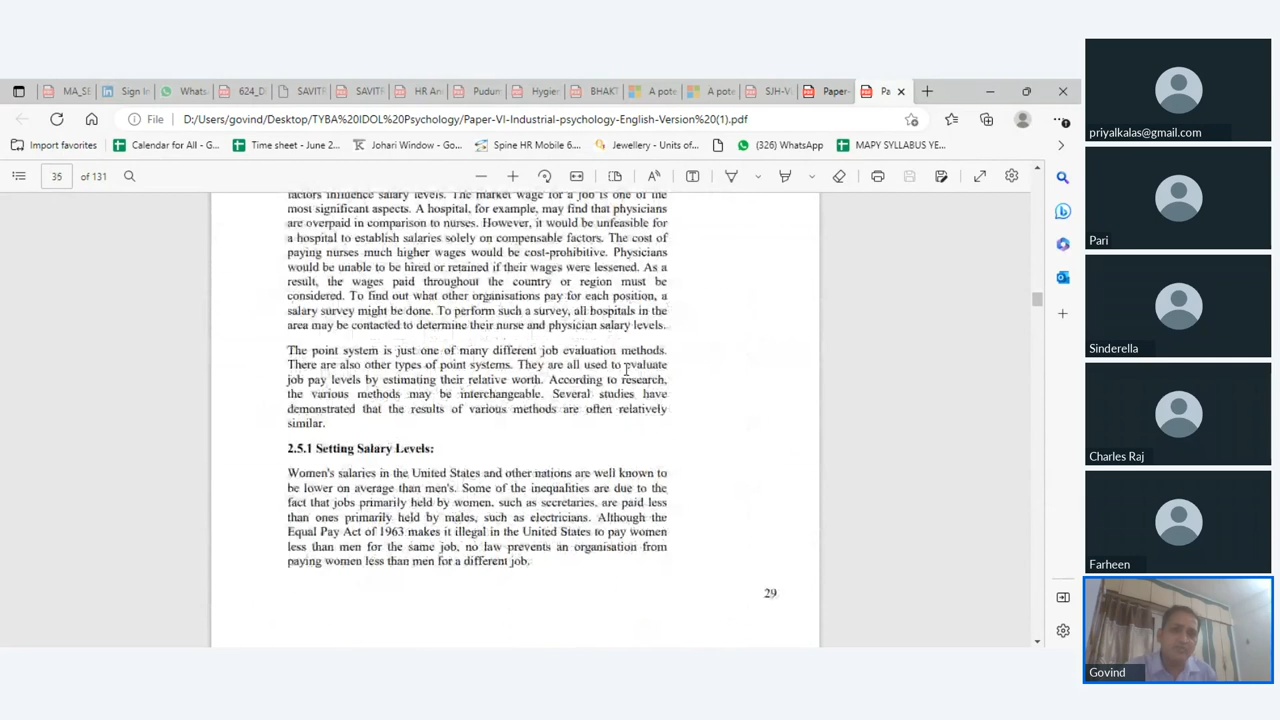 MA_SE
Sign In
Whats
624_D
SAVITF
SAVITF
HR An
Pudum
Hygien
BHAKT
A pote
A pote
SJH-Vi
Paper-
Pa
File
D:/Users/govind/Desktop/TYBA%20IDOL%20Psychology/Paper-VI-Industrial-psychology-English-Version%20(1).pdf
Import favorites
Calendar for All - G...
Time sheet - June 2...
Johari Window - Go...
Spine HR Mobile 6....
Jewellery - Units of...
(326) WhatsApp
MAPY SYLLABUS YE...
35 of 131
factors influence salary levels. The market wage for a job is one of the
most significant aspects. A hospital, for example, may find that physicians
are overpaid in comparison to nurses. However, it would be unfeasible for
a hospital to establish salaries solely on compensable factors. The cost of
paying nurses much higher wages would be cost-prohibitive. Physicians
would be unable to be hired or retained if their wages were lessened. As a
result, the wages paid throughout the country or region must be
considered. To find out what other organisations pay for each position, a
salary survey might be done. To perform such a survey, all hospitals in the
area may be contacted to determine their nurse and physician salary levels.
The point system is just one of many different job evaluation methods.
There are also other types of point systems. They are all used to evaluate
job pay levels by estimating their relative worth. According to research,
the various methods may be interchangeable. Several studies have
demonstrated that the results of various methods are often relatively
similar.
2.5.1 Setting Salary Levels:
Women's salaries in the United States and other nations are well known to
be lower on average than men's. Some of the inequalities are due to the
fact that jobs primarily held by women, such as secretaries, are paid less
than ones primarily held by males, such as electricians. Although the
Equal Pay Act of 1963 makes it illegal in the United States to pay women
less than men for the same job, no law prevents an organisation from
paying women less than men for a different job.
29
priyalkalas@gmail.com
Pari
Sinderella
Charles Raj
Farheen
Govind